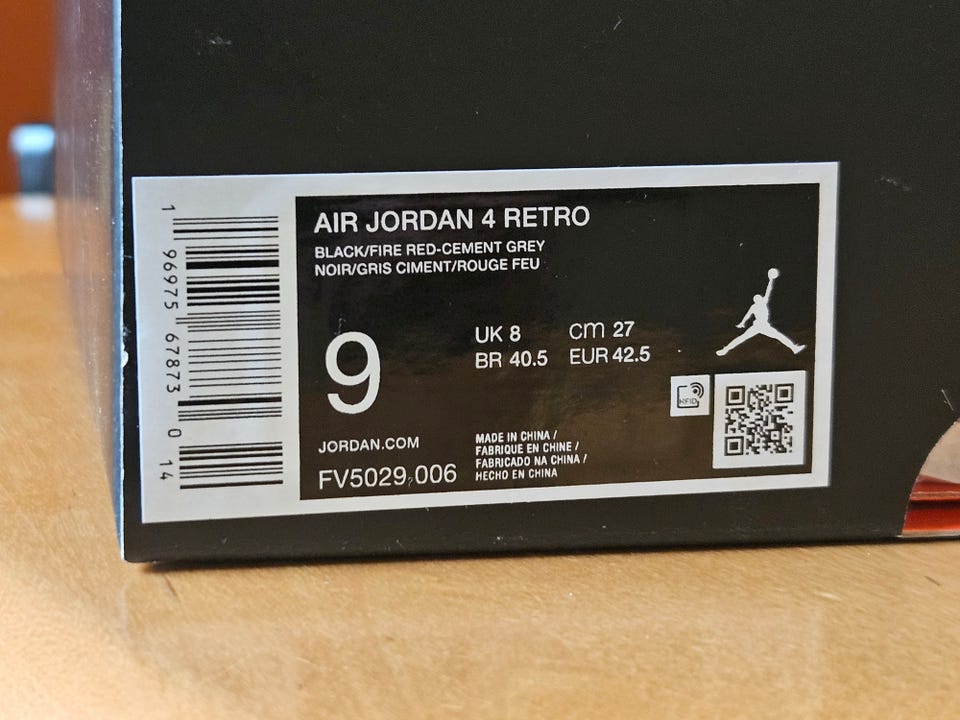 1 96975 67873 0 14
AIR JORDAN 4 RETRO
BLACK/FIRE RED-CEMENT GREY
NOIR/GRIS CIMENT/ROUGE FEU
9
UK 8 cm 27
BR 40.5 EUR 42.5
RFID
JORDAN.COM
FV5029 006
MADE IN CHINA /
FABRIQUE EN CHINE /
FABRICADO NA CHINA /
HECHO EN CHINA